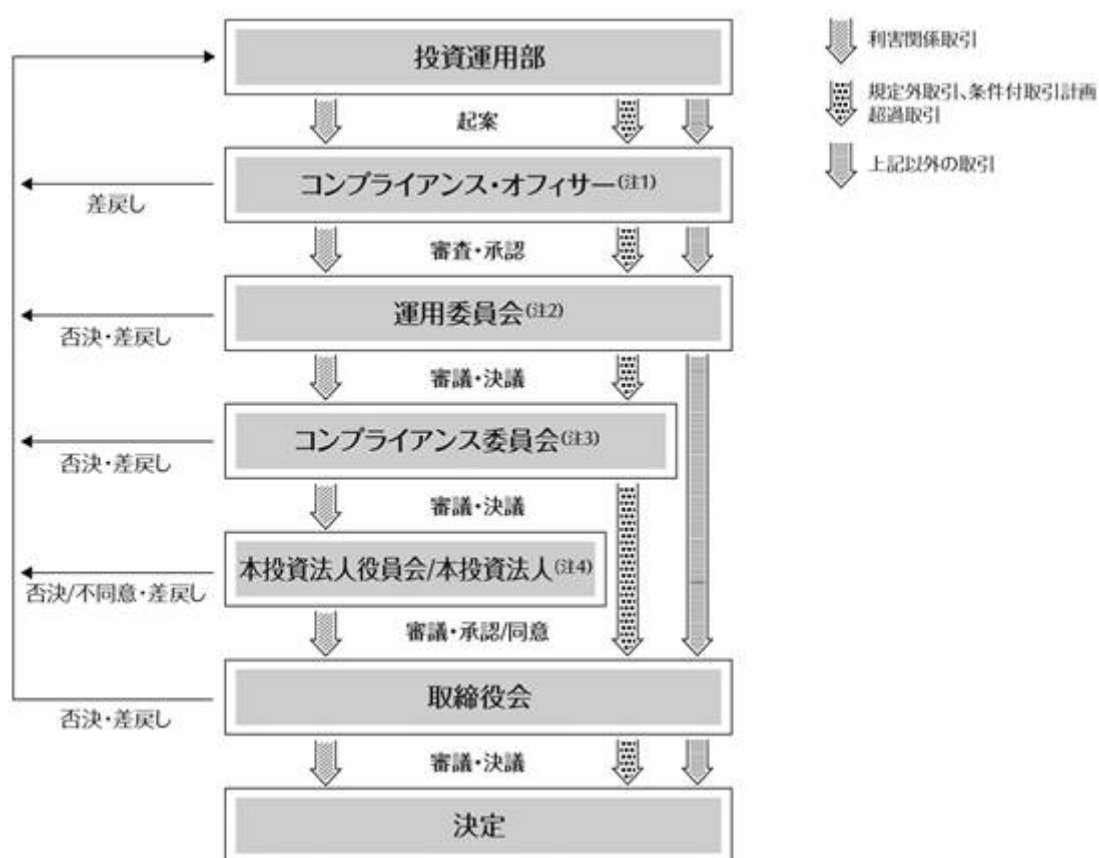 投資運用部
起案
コンプライアンス・オフィサー(注1)
差戻し
審査・承認
運用委員会(注2)
否決・差戻し
審議・決議
コンプライアンス委員会(注3)
否決・差戻し
審議・決議
本投資法人役員会/本投資法人(注4)
否決/不同意・差戻し
審議・承認/同意
取締役会
否決・差戻し
審議・決議
決定
利害関係取引
規定外取引、条件付取引計画
超過取引
上記以外の取引